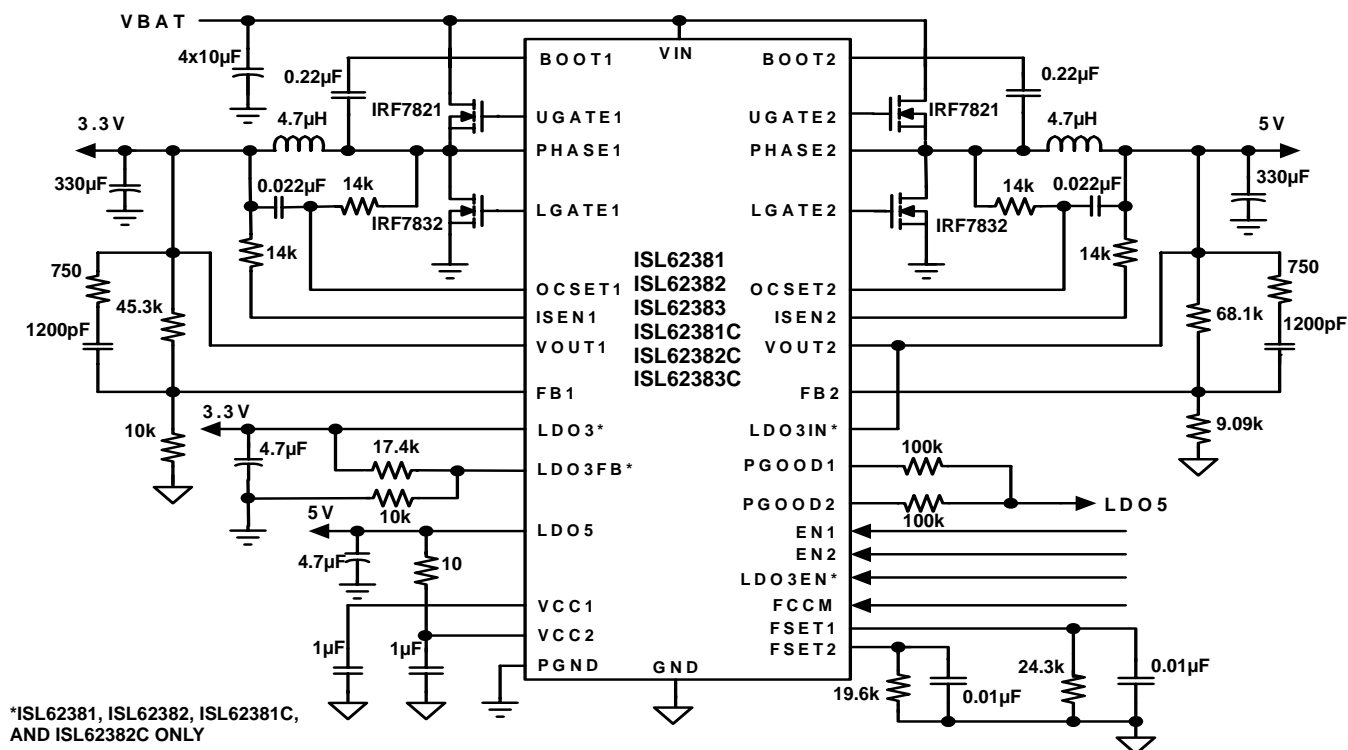 VBAT
4x10µF
0.22µF
IRF7821
3.3V
4.7µH
330µF
0.022µF
14k
IRF7832
14k
750
45.3k
1200pF
10k
3.3V
4.7µF
17.4k
10k
5V
4.7µF
10
1µF
1µF
VIN
BOOT1
UGATE1
PHASE1
LGATE1
OCSET1
ISEN1
VOUT1
FB1
LDO3*
LDO3FB*
LDO5
VCC1
VCC2
PGND
GND
ISL62381
ISL62382
ISL62383
ISL62381C
ISL62382C
ISL62383C
BOOT2
UGATE2
PHASE2
LGATE2
OCSET2
ISEN2
VOUT2
FB2
LDO3IN*
PGOOD1
PGOOD2
EN1
EN2
LDO3EN*
FCCM
FSET1
FSET2
0.22µF
IRF7821
4.7µH
5V
14k
0.022µF
330µF
IRF7832
14k
750
68.1k
1200pF
9.09k
100k
100k
LDO5
24.3k
0.01µF
19.6k
0.01µF
*ISL62381, ISL62382, ISL62381C,
AND ISL62382C ONLY